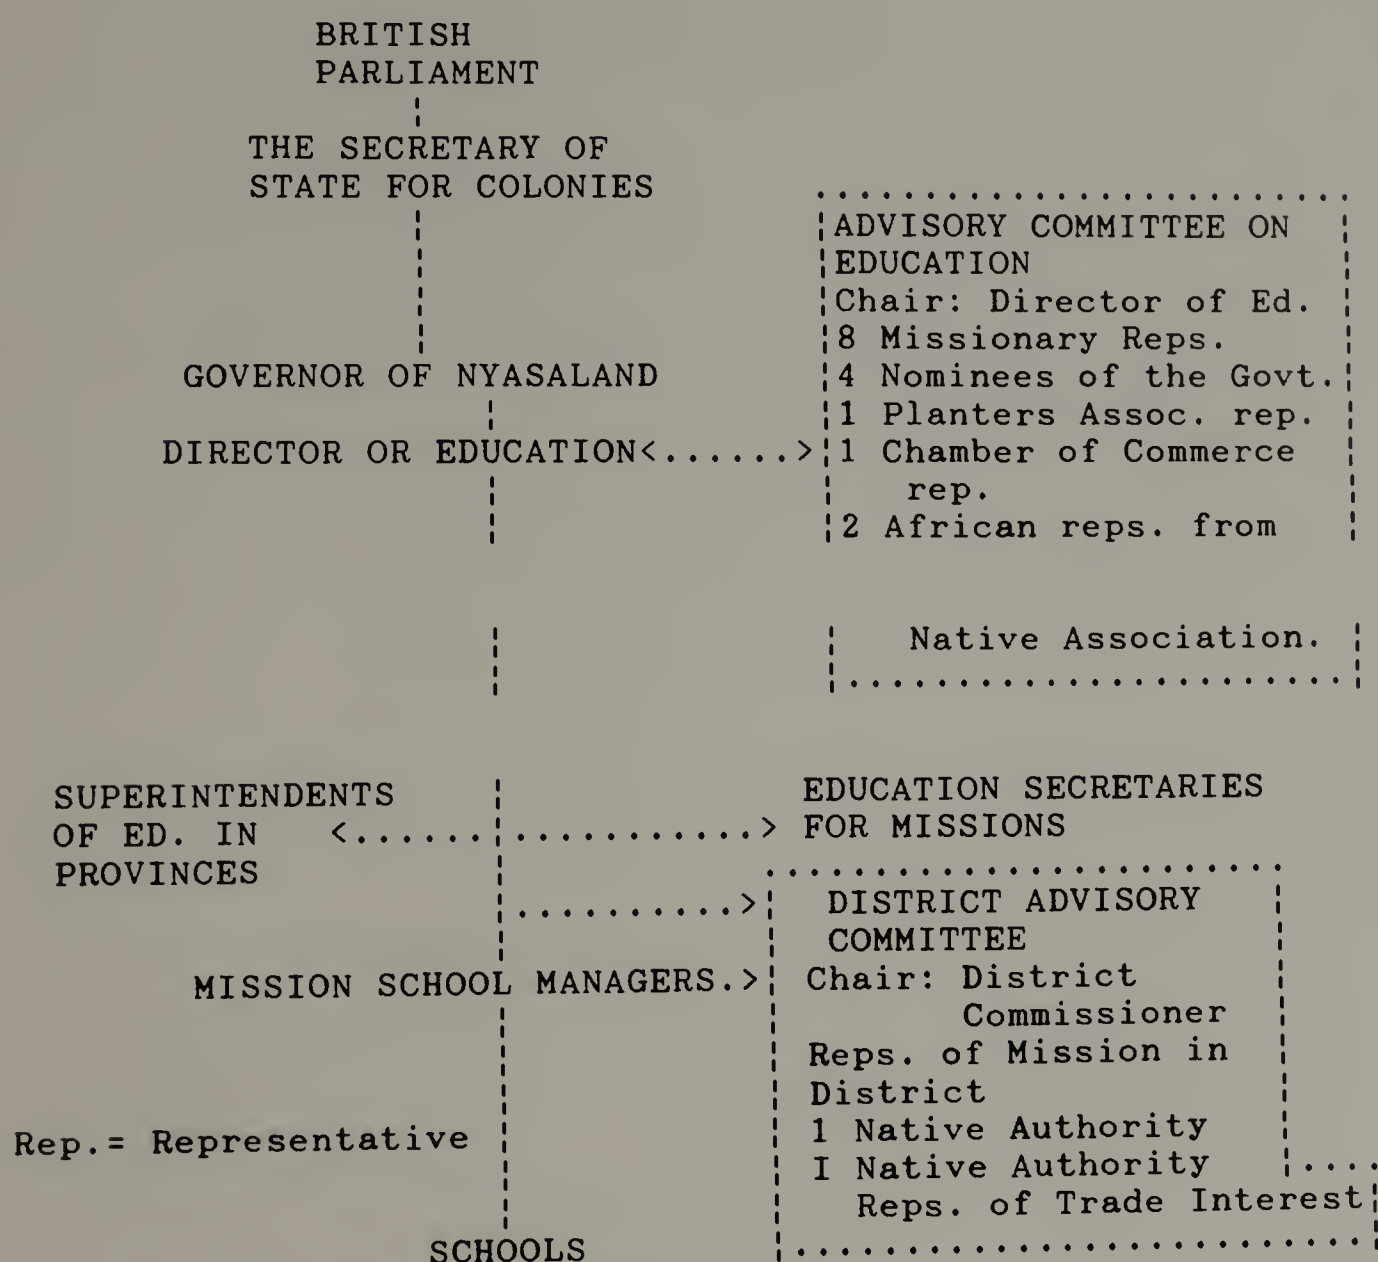 BRITISH
PARLIAMENT
THE SECRETARY OF
STATE FOR COLONIES
ADVISORY COMMITTEE ON
EDUCATION
Chair: Director of Ed.
8 Missionary Reps.
GOVERNOR OF NYASALAND
4 Nominees of the Govt.
1 Planters Assoc. rep.
DIRECTOR OR EDUCATION<......>
1 Chamber of Commerce
rep.
2 African reps. from
Native Association.
SUPERINTENDENTS
OF ED. IN <.................>
PROVINCES
EDUCATION SECRETARIES
FOR MISSIONS
..........>
DISTRICT ADVISORY
COMMITTEE
MISSION SCHOOL MANAGERS.>
Chair: District
Commissioner
Reps. of Mission in
District
1 Native Authority
I Native Authority
Reps. of Trade Interest
Rep.= Representative
SCHOOLS